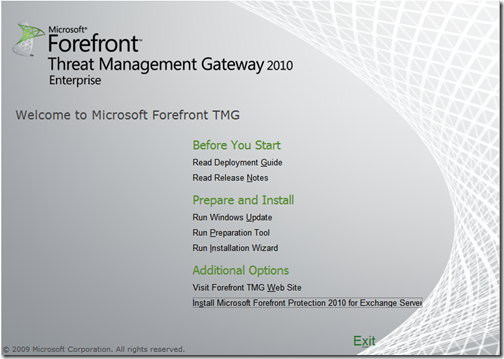 Microsoft®
Forefront™
Threat Management Gateway 2010
Enterprise
Welcome to Microsoft Forefront TMG
Before You Start
Read Deployment Guide
Read Release Notes
Prepare and Install
Run Windows Update
Run Preparation Tool
Run Installation Wizard
Additional Options
Visit Forefront TMG Web Site
Install Microsoft Forefront Protection 2010 for Exchange Server
Exit
© 2009 Microsoft Corporation. All rights reserved.